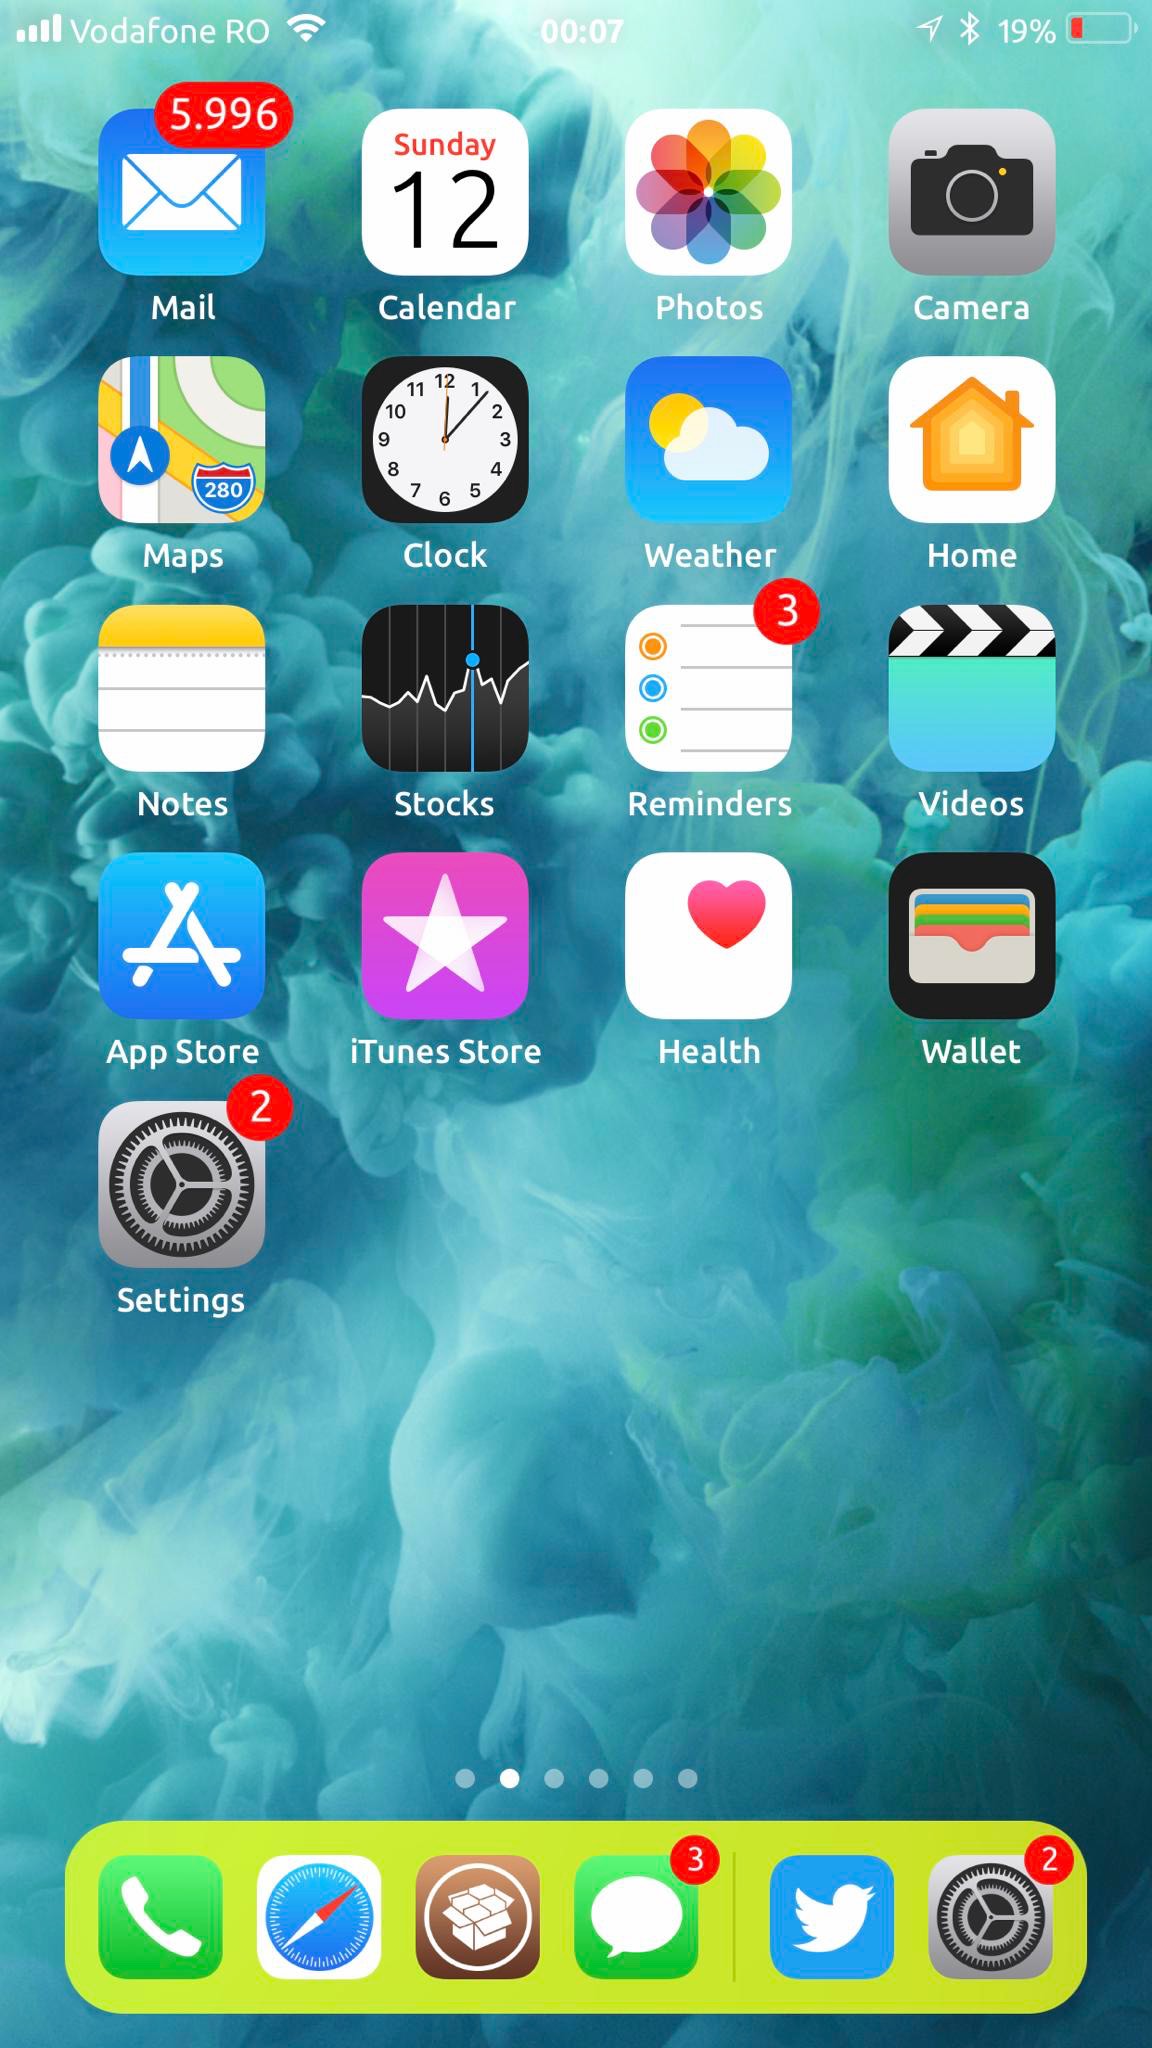 Vodafone RO 00:07 19%
5.996
Sunday
12
Mail Calendar Photos Camera
280
12
1
2
3
4
5
6
7
8
9
10
11
Maps Clock Weather Home
3
Notes Stocks Reminders Videos
App Store iTunes Store Health Wallet
2
Settings
3 2